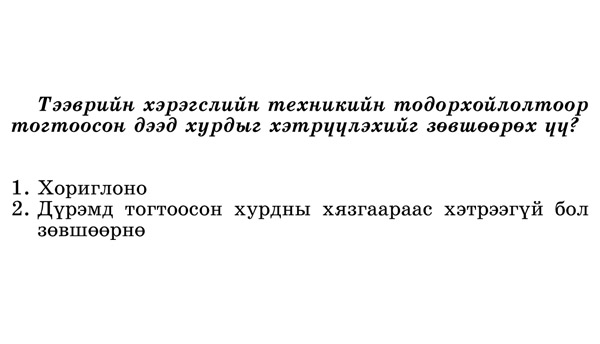 Тээврийн хэрэгслийн техникийн тодорхойлолтоор
тогтоосон дээд хурдыг хэтрүүлэхийг зөвшөөрөх үү?
1. Хориглоно
2. Дүрэмд тогтоосон хурдны хязгаараас хэтрээгүй бол
зөвшөөрнө